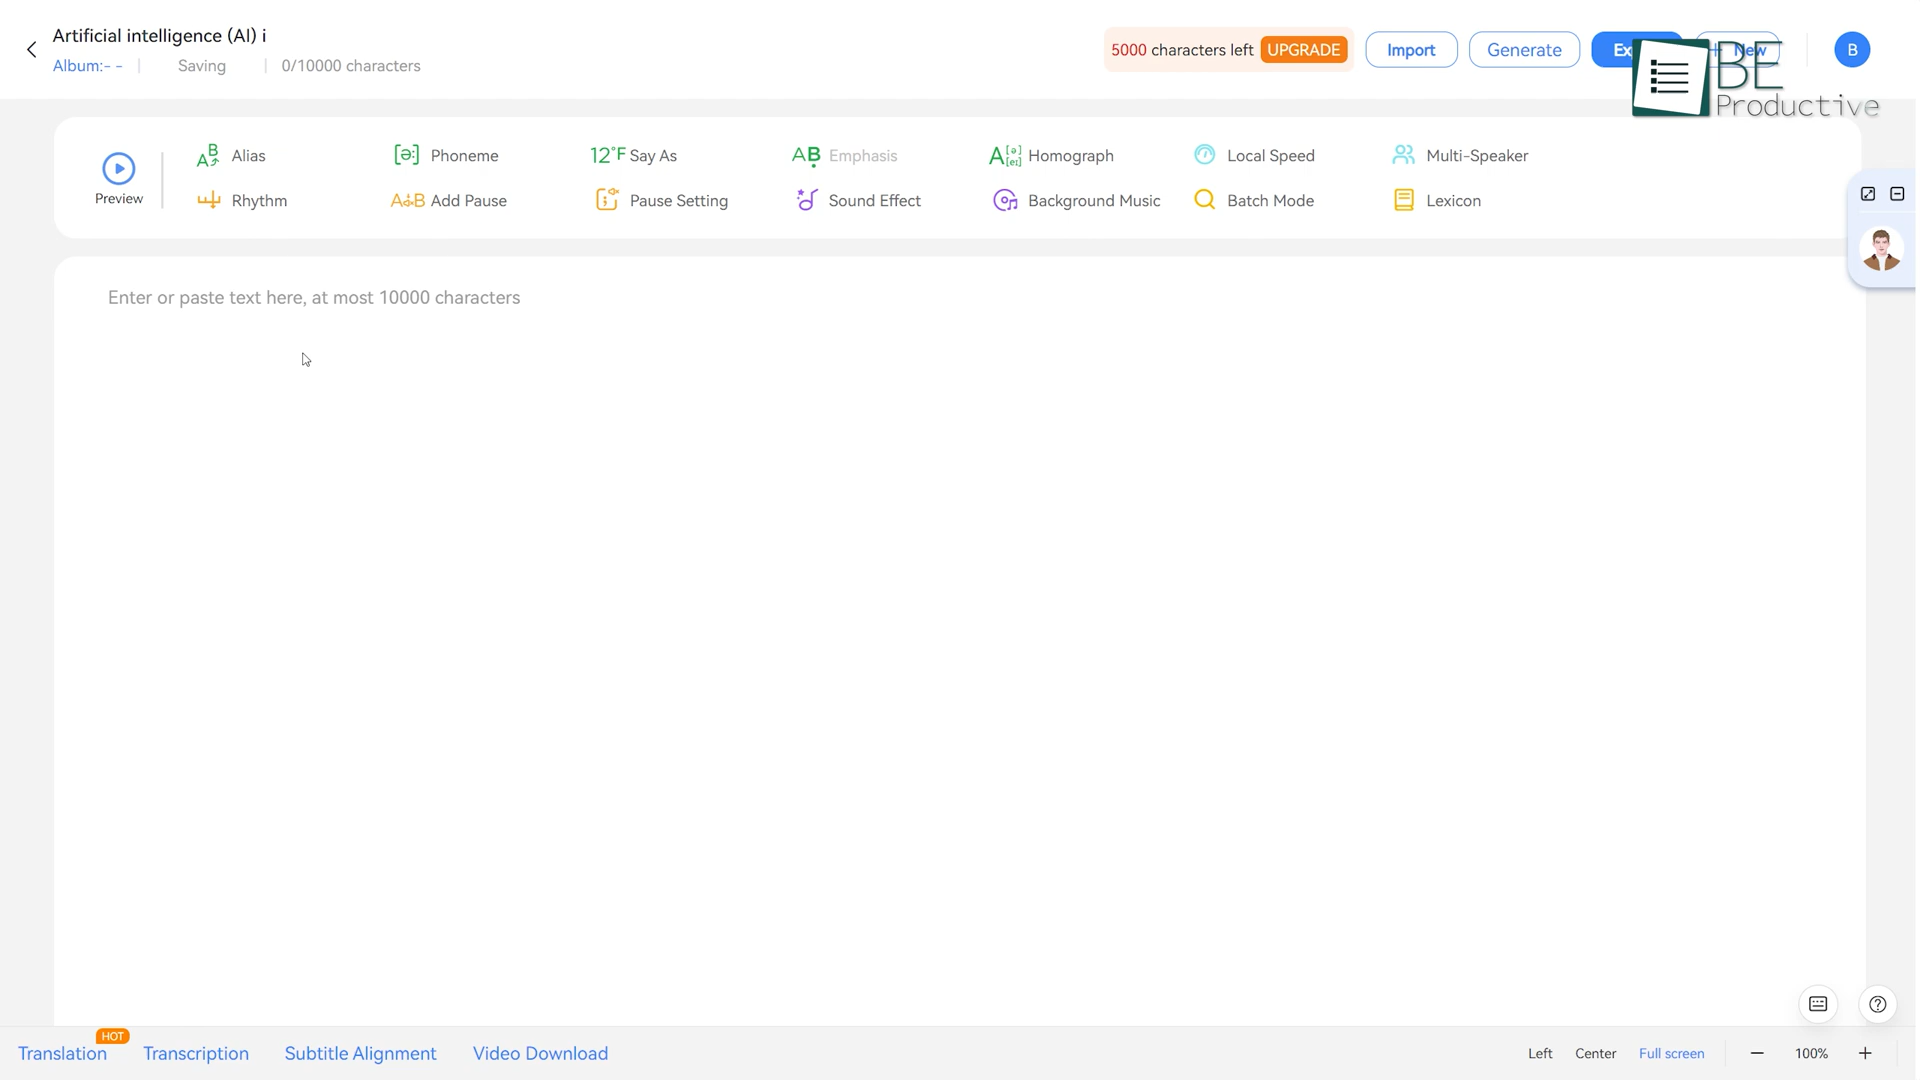 Artificial intelligence (AI) i
Album:- -
Saving
0/10000 characters
5000 characters left UPGRADE
Import
Generate
New
B
BE
Productive
Preview
Alias
Phoneme
12°F Say As
AB Emphasis
Homograph
Local Speed
Multi-Speaker
Rhythm
Add Pause
Pause Setting
Sound Effect
Background Music
Batch Mode
Lexicon
Enter or paste text here, at most 10000 characters
HOT
Translation
Transcription
Subtitle Alignment
Video Download
Left
Center
Full screen
100%